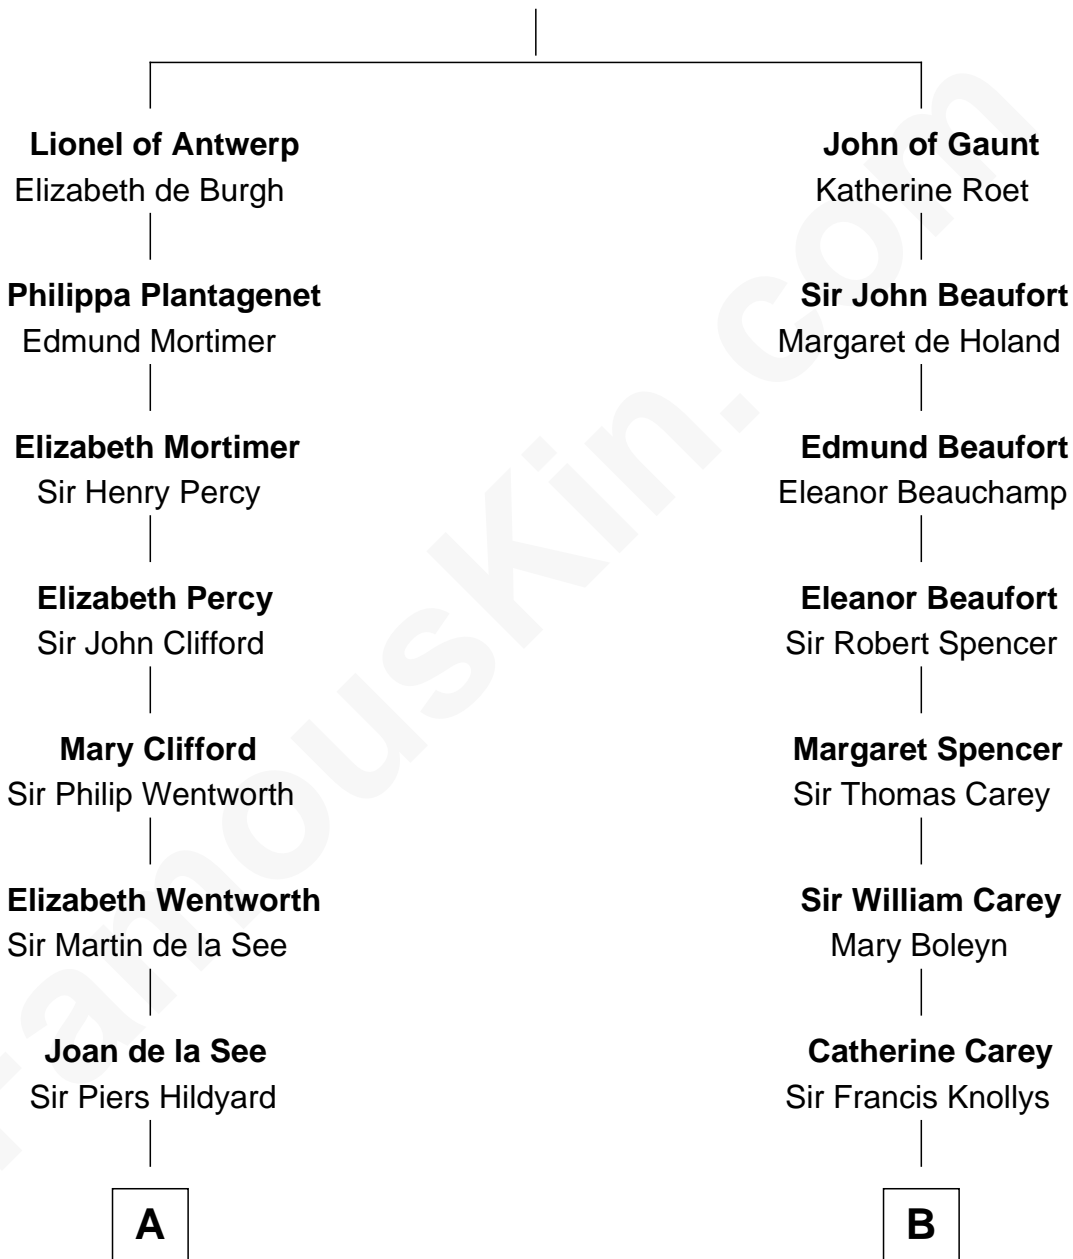 Lionel of Antwerp
Elizabeth de Burgh
Philippa Plantagenet
Edmund Mortimer
Elizabeth Mortimer
Sir Henry Percy
Elizabeth Percy
Sir John Clifford
Mary Clifford
Sir Philip Wentworth
Elizabeth Wentworth
Sir Martin de la See
Joan de la See
Sir Piers Hildyard
A
John of Gaunt
Katherine Roet
Sir John Beaufort
Margaret de Holand
Edmund Beaufort
Eleanor Beauchamp
Eleanor Beaufort
Sir Robert Spencer
Margaret Spencer
Sir Thomas Carey
Sir William Carey
Mary Boleyn
Catherine Carey
Sir Francis Knollys
B
FamousKin.com